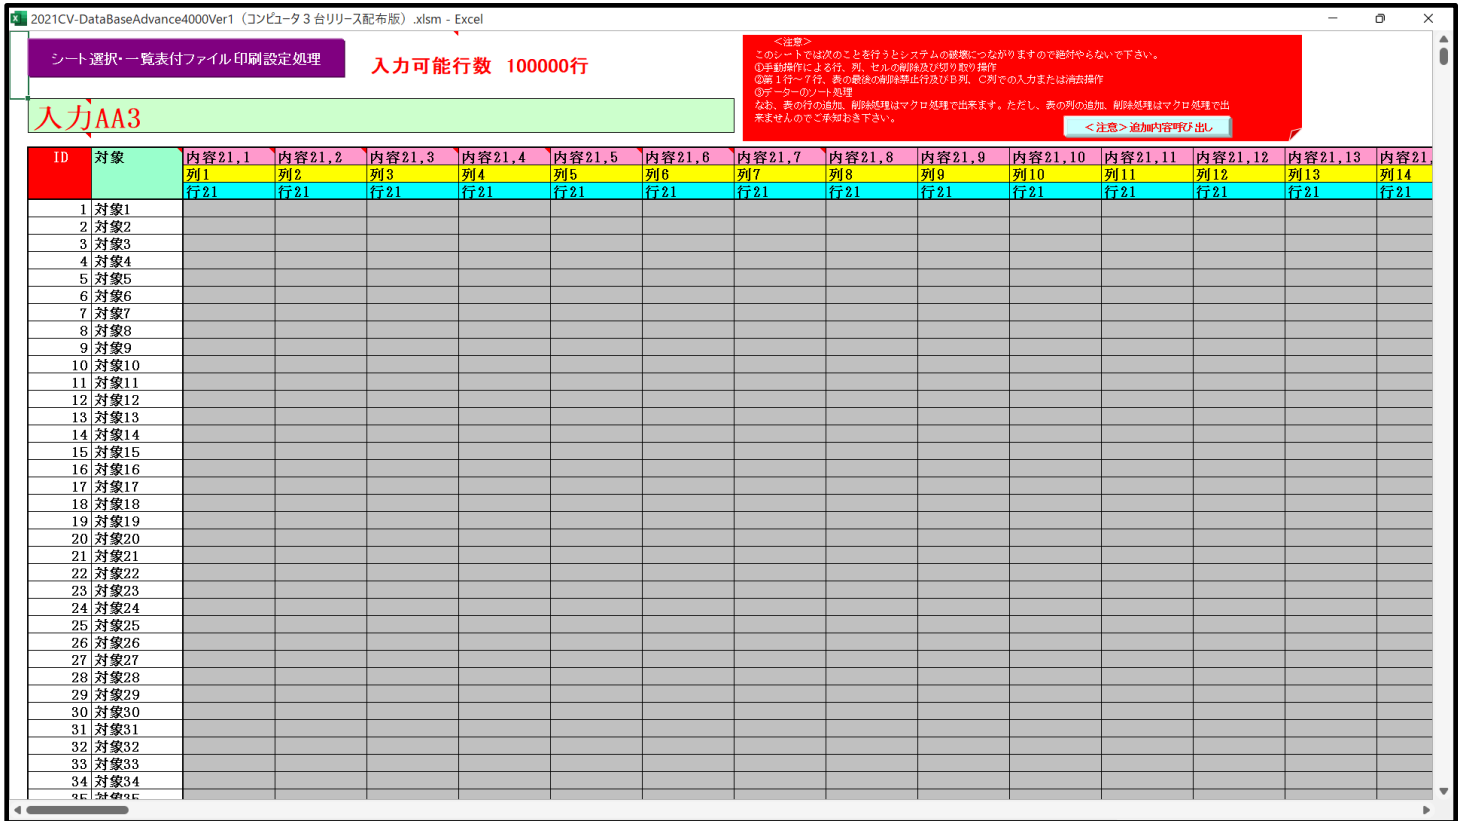 2021CV-DataBaseAdvance4000Ver1（コンピュータ３台リリース配布版）.xlsm - Excel
シート選択・一覧表付ファイル印刷設定処理
入力可能行数 100000行
＜注意＞
このシートでは次のことを行うとシステムの破壊につながりますので絶対やらないで下さい。
①手動操作による行、列、セルの削除及び切り取り操作
②第１行～７行、表の最後の削除禁止行及びＢ列、Ｃ列での入力または消去操作
③データーのソート処理
なお、表の行の追加、削除処理はマクロ処理で出来ます。ただし、表の列の追加、削除処理はマクロ処理で出
来ませんのでご承知おき下さい。
＜注意＞追加内容呼び出し
入力AA3
ID 対象 内容21,1 内容21,2 内容21,3 内容21,4 内容21,5 内容21,6 内容21,7 内容21,8 内容21,9 内容21,10 内容21,11 内容21,12 内容21,13 内容21,
列1 列2 列3 列4 列5 列6 列7 列8 列9 列10 列11 列12 列13 列14
行21 行21 行21 行21 行21 行21 行21 行21 行21 行21 行21 行21 行21 行21
1 対象1
2 対象2
3 対象3
4 対象4
5 対象5
6 対象6
7 対象7
8 対象8
9 対象9
10 対象10
11 対象11
12 対象12
13 対象13
14 対象14
15 対象15
16 対象16
17 対象17
18 対象18
19 対象19
20 対象20
21 対象21
22 対象22
23 対象23
24 対象24
25 対象25
26 対象26
27 対象27
28 対象28
29 対象29
30 対象30
31 対象31
32 対象32
33 対象33
34 対象34
35 対象35